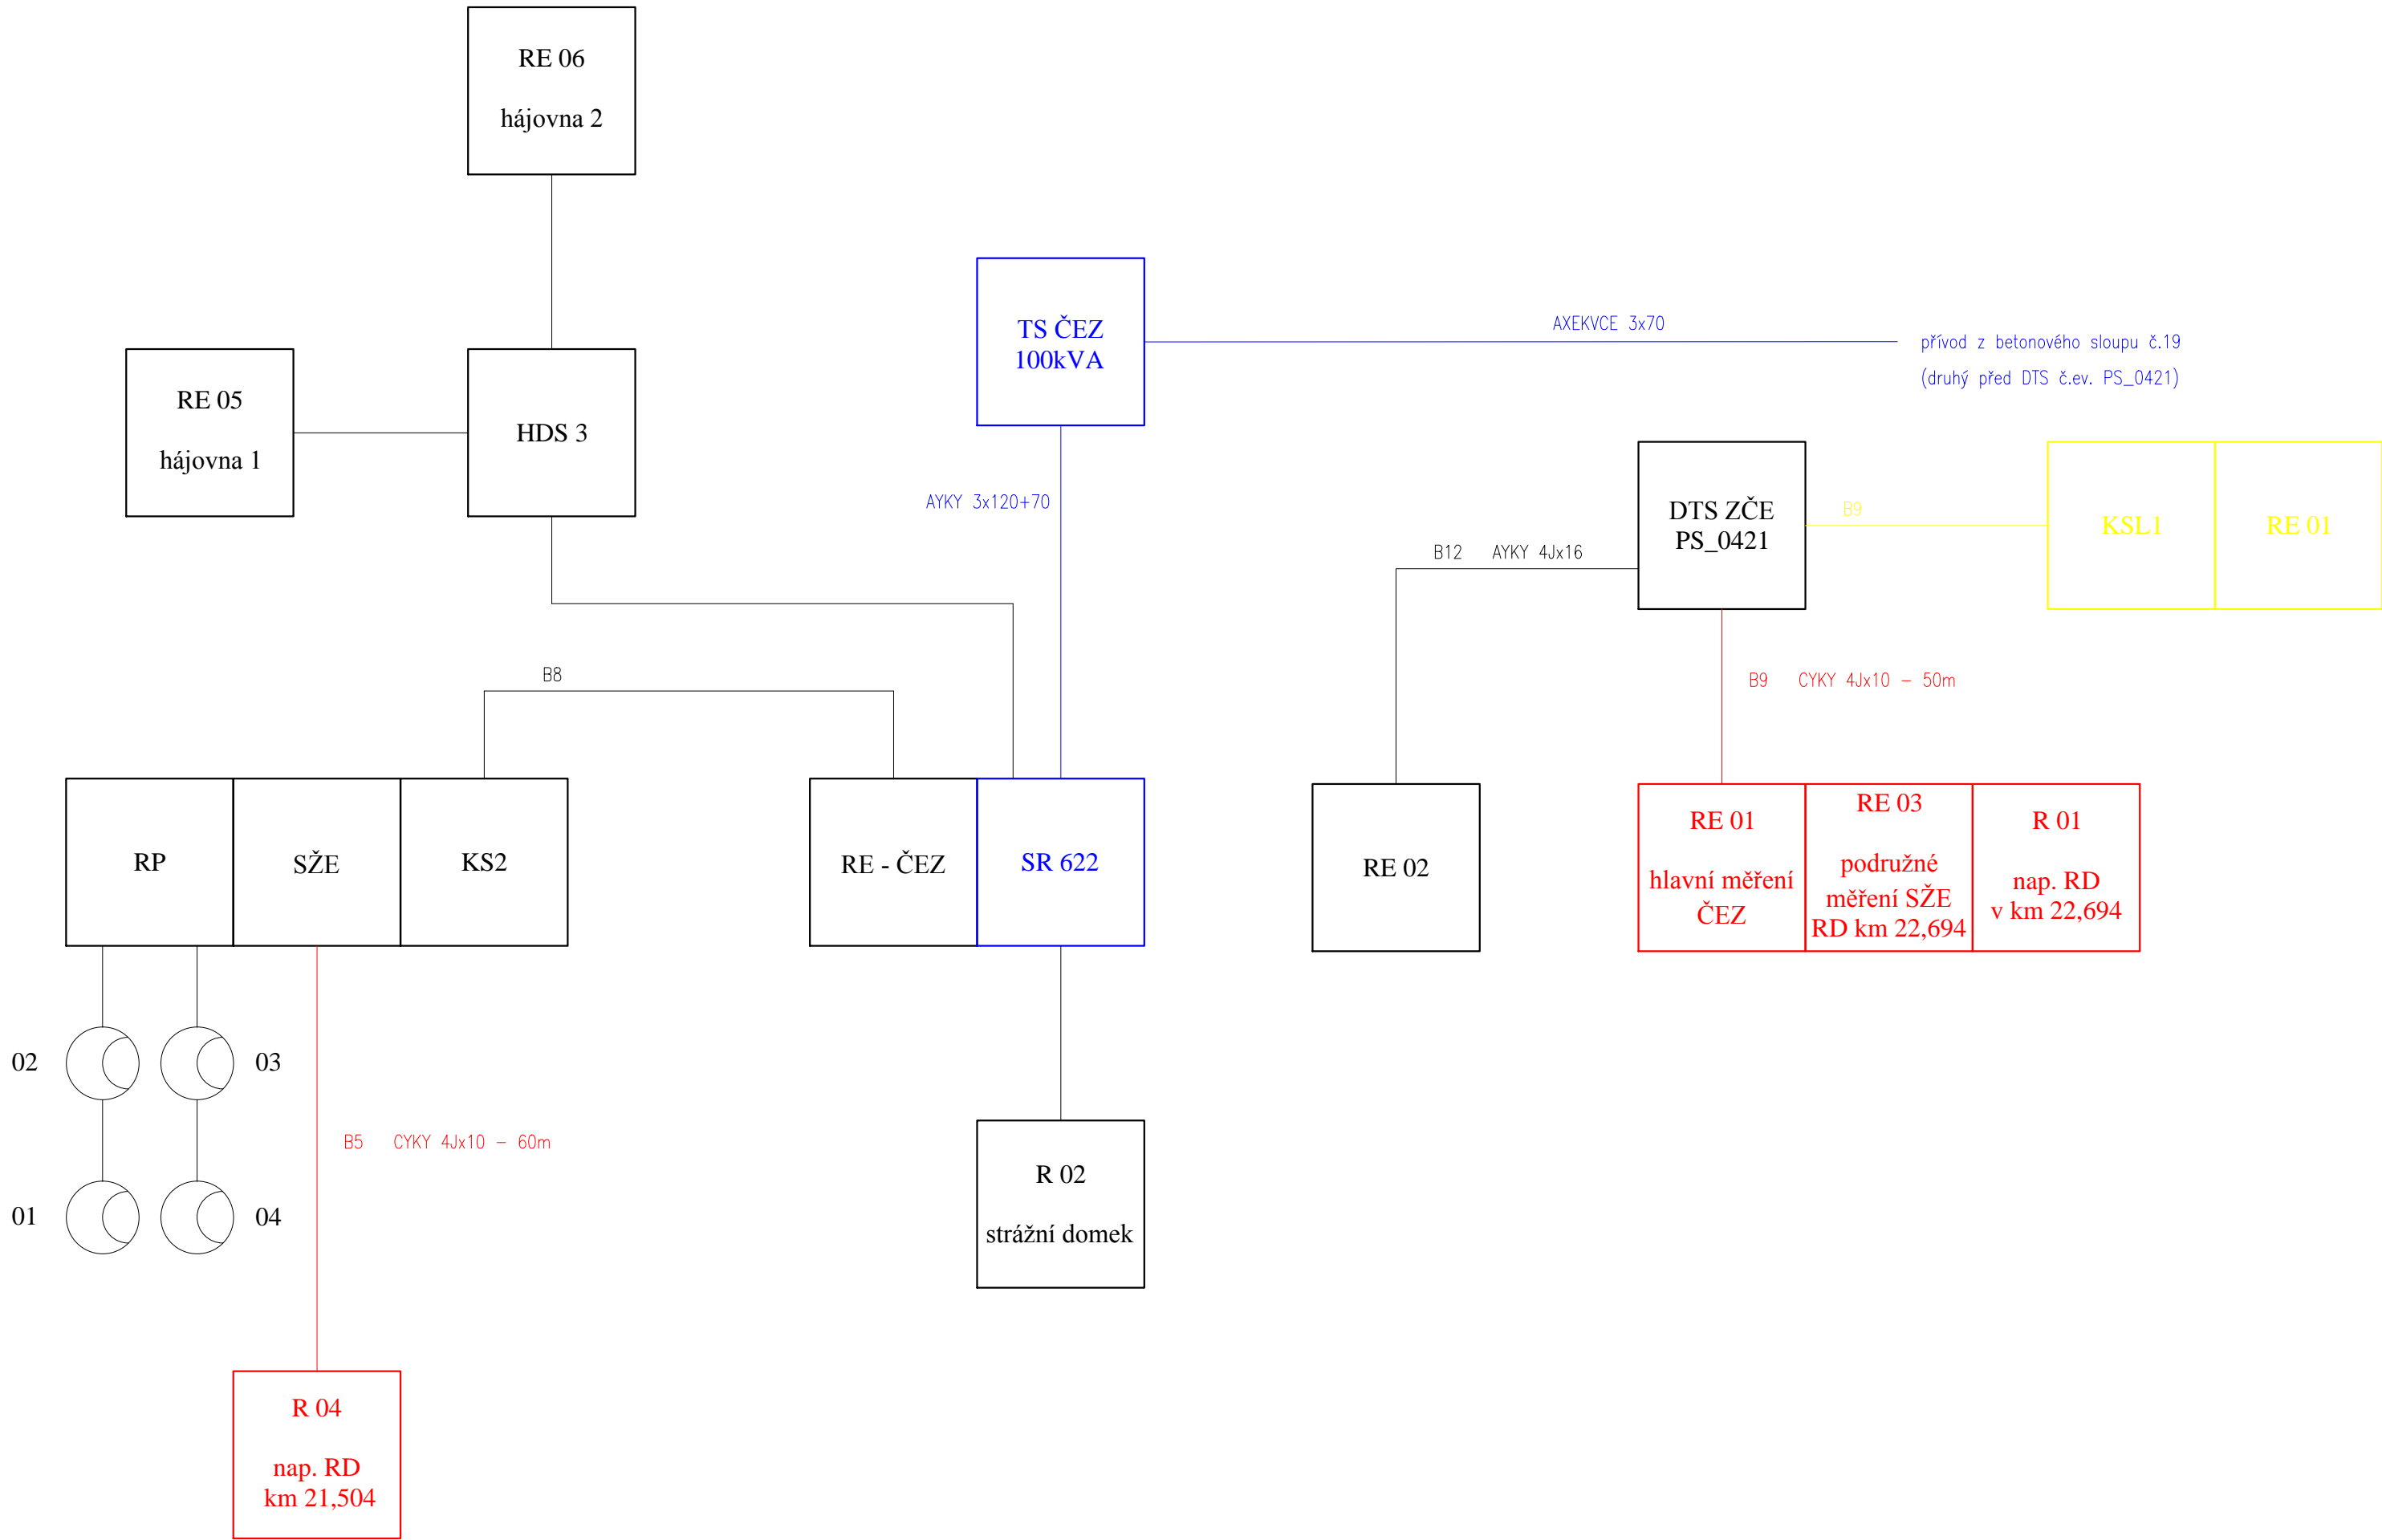 RE 06
hájovna 2
TS ČEZ
100kVA
AXEKVCE 3x70
přívod z betonového sloupu č.19
(druhý před DTS č.ev. PS_0421)
RE 05
hájovna 1
HDS 3
AYKY 3x120+70
DTS ZČE
PS_0421
B9
KSL1
RE 01
B12 AYKY 4Jx16
B8
B9 CYKY 4Jx10 – 50m
RP
SŽE
KS2
RE - ČEZ
SR 622
RE 02
RE 01
hlavní měření
ČEZ
RE 03
podružné
měření SŽE
RD km 22,694
R 01
nap. RD
v km 22,694
02
03
B5 CYKY 4Jx10 – 60m
01
04
R 02
strážní domek
R 04
nap. RD
km 21,504